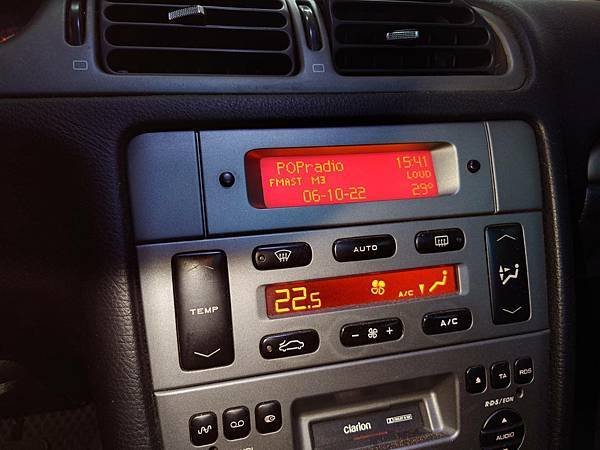 POPradio 15:41
FMAST M3 LOUD
06-10-22 29°
AUTO
TEMP
22.5 A/C
A/C
TA RDS
R·D·S/EON
clarion
AUDIO